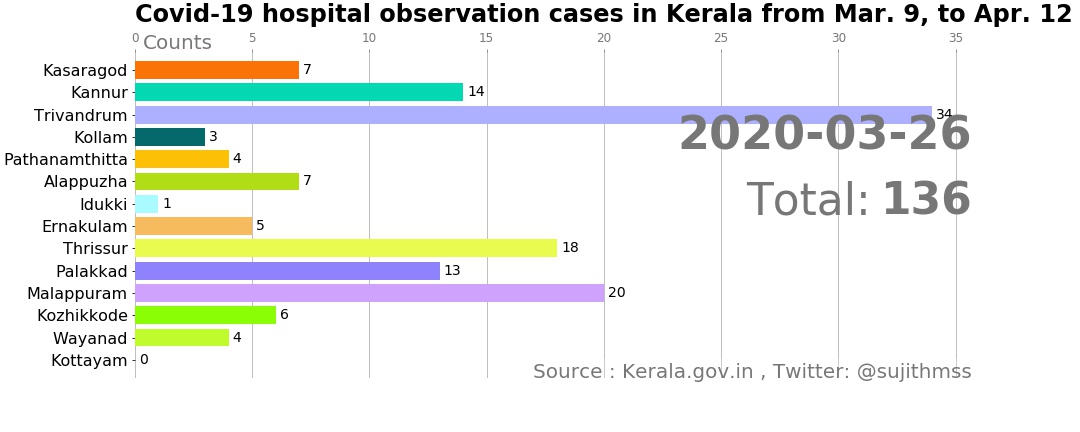 Covid-19 hospital observation cases in Kerala from Mar. 9, to Apr. 12
0 5 10 15 20 25 30 35
Counts
Kasaragod 7
Kannur 14
Trivandrum 34
2020-03-26
Kollam 3
Pathanamthitta 4
Alappuzha 7
Total: 136
Idukki 1
Ernakulam 5
Thrissur 18
Palakkad 13
Malappuram 20
Kozhikkode 6
Wayanad 4
Kottayam 0
Source : Kerala.gov.in , Twitter: @sujithmss